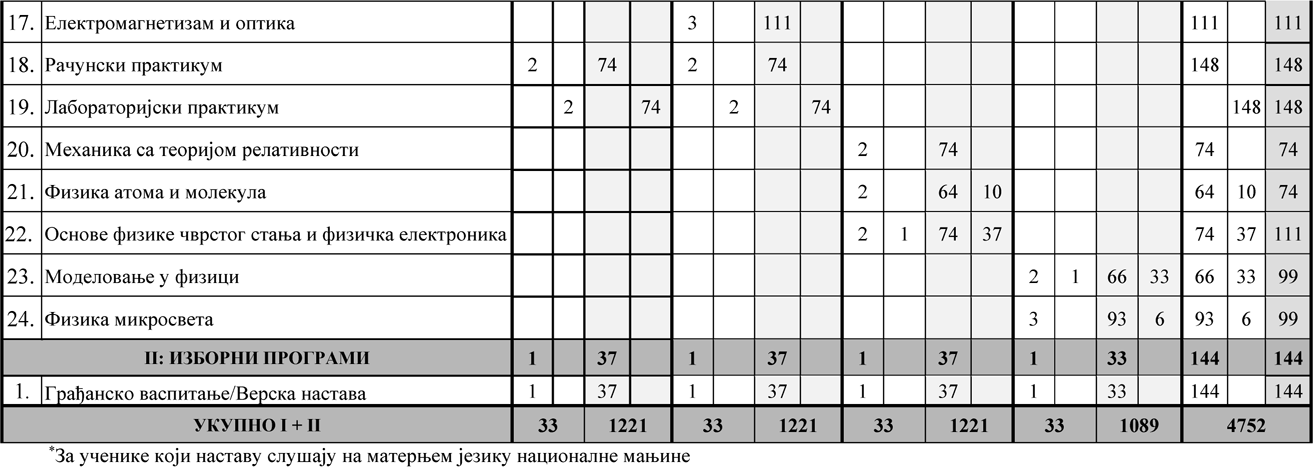 17. Електромагнетизам и оптика 3 111 111 111
18. Рачунски практикум 2 74 2 74 148 148
19. Лабораторијски практикум 2 74 2 74 148 148
20. Механика са теоријом релативности 2 74 74 74
21. Физика атома и молекула 2 64 10 64 10 74
22. Основе физике чврстог стања и физичка електроника 2 1 74 37 74 37 111
23. Моделовање у физици 2 1 66 33 66 33 99
24. Физика микросвета 3 93 6 93 6 99
II: ИЗБОРНИ ПРОГРАМИ 1 37 1 37 1 37 1 33 144 144
1. Грађанско васпитање/Верска настава 1 37 1 37 1 37 1 33 144 144
УКУПНО I + II 33 1221 33 1221 33 1221 33 1089 4752
*За ученике који наставу слушају на матерњем језику националне мањине